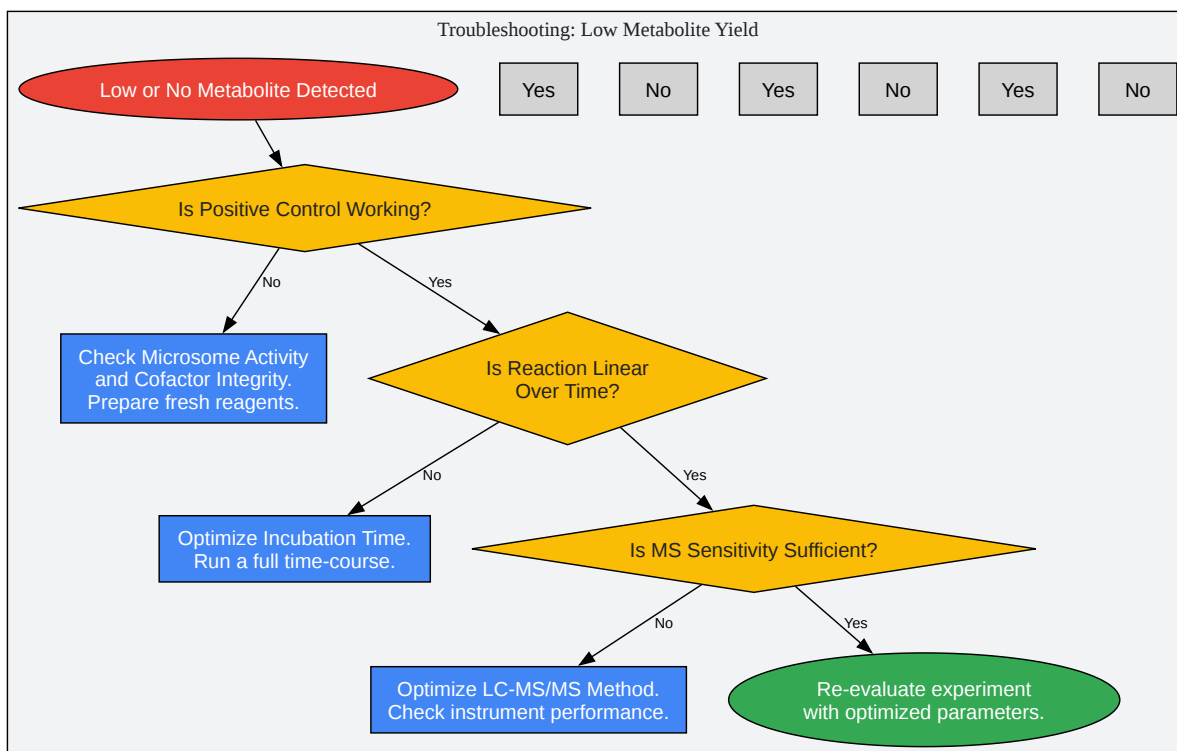 Troubleshooting: Low Metabolite Yield
Low or No Metabolite Detected
Yes
No
Yes
No
Yes
No
Is Positive Control Working?
No
Yes
Check Microsome Activity
and Cofactor Integrity.
Prepare fresh reagents.
Is Reaction Linear
Over Time?
No
Yes
Optimize Incubation Time.
Run a full time-course.
Is MS Sensitivity Sufficient?
No
Yes
Optimize LC-MS/MS Method.
Check instrument performance.
Re-evaluate experiment
with optimized parameters.